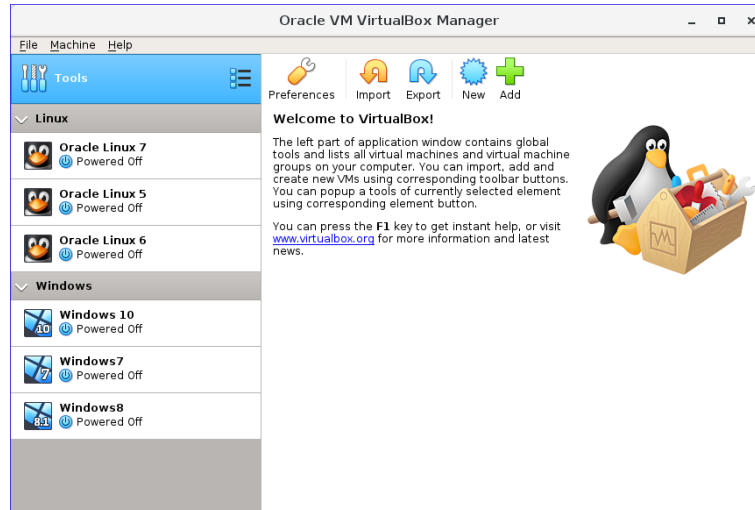 Oracle VM VirtualBox Manager
File Machine Help
Tools
Preferences Import Export New Add
Linux
Oracle Linux 7
Powered Off
Oracle Linux 5
Powered Off
Oracle Linux 6
Powered Off
Windows
Windows 10
Powered Off
10
Windows7
Powered Off
7
Windows8
Powered Off
8.1
Welcome to VirtualBox!
The left part of application window contains global
tools and lists all virtual machines and virtual machine
groups on your computer. You can import, add and
create new VMs using corresponding toolbar buttons.
You can popup a tools of currently selected element
using corresponding element button.
You can press the F1 key to get instant help, or visit
www.virtualbox.org for more information and latest
news.